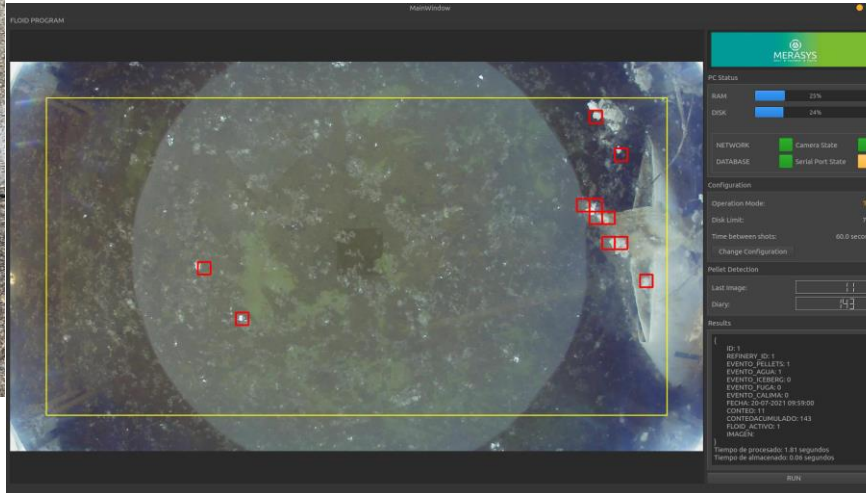 MainWindow
FLOID PROGRAM
MERASYS
PC Status
RAM 25%
DISK 24%
NETWORK Camera State
DATABASE Serial Port State
Configuration
Operation Mode:
Disk Limit:
Time between shots: 60.0 secon
Change Configuration
Pellet Detection
Last Image: 11
Diary: 143
Results
{
ID: 1
REFINERY_ID: 1
EVENTO_PELLETS: 1
EVENTO_AGUA: 1
EVENTO_ICEBERG: 0
EVENTO_FUGA: 0
EVENTO_CALIMA: 0
FECHA: 20-07-2021 09:59:00
CONTEO: 11
CONTEOACUMULADO: 143
FLOID_ACTIVO: 1
IMAGEN:
}
Tiempo de procesado: 1.81 segundos
Tiempo de almacenado: 0.06 segundos
RUN